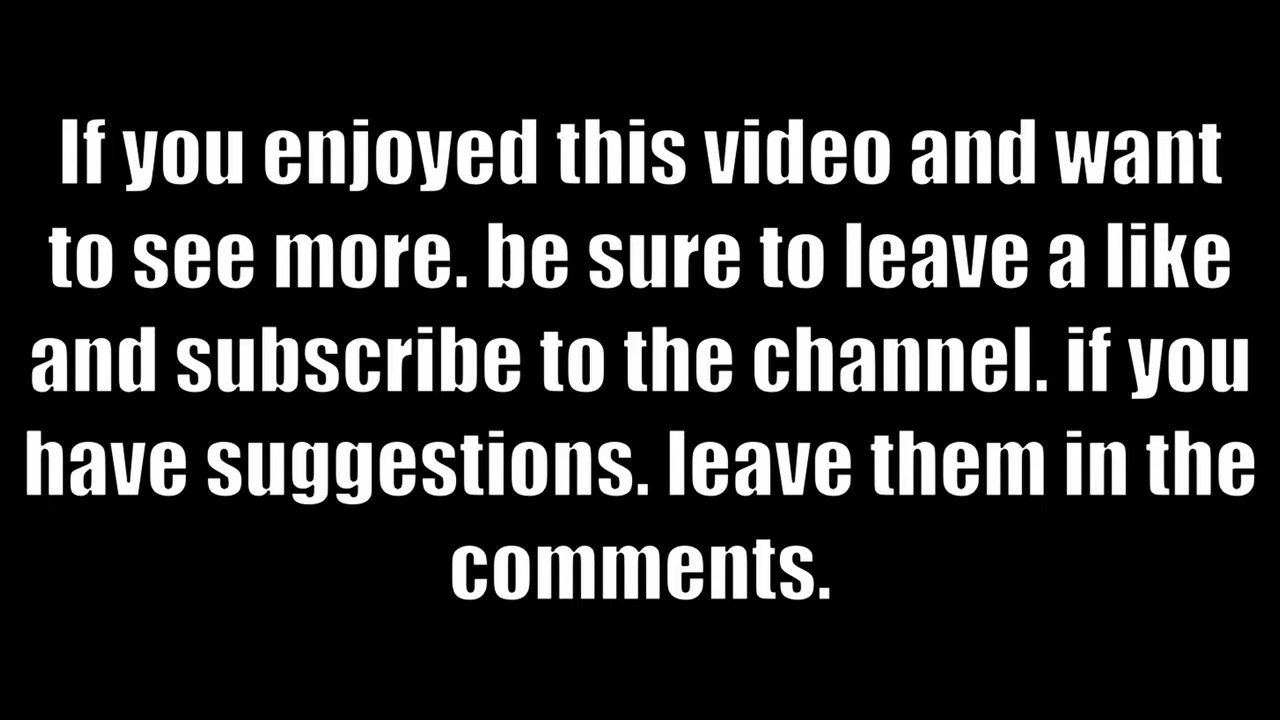 If you enjoyed this video and want
to see more. be sure to leave a like
and subscribe to the channel. if you
have suggestions. leave them in the
comments.